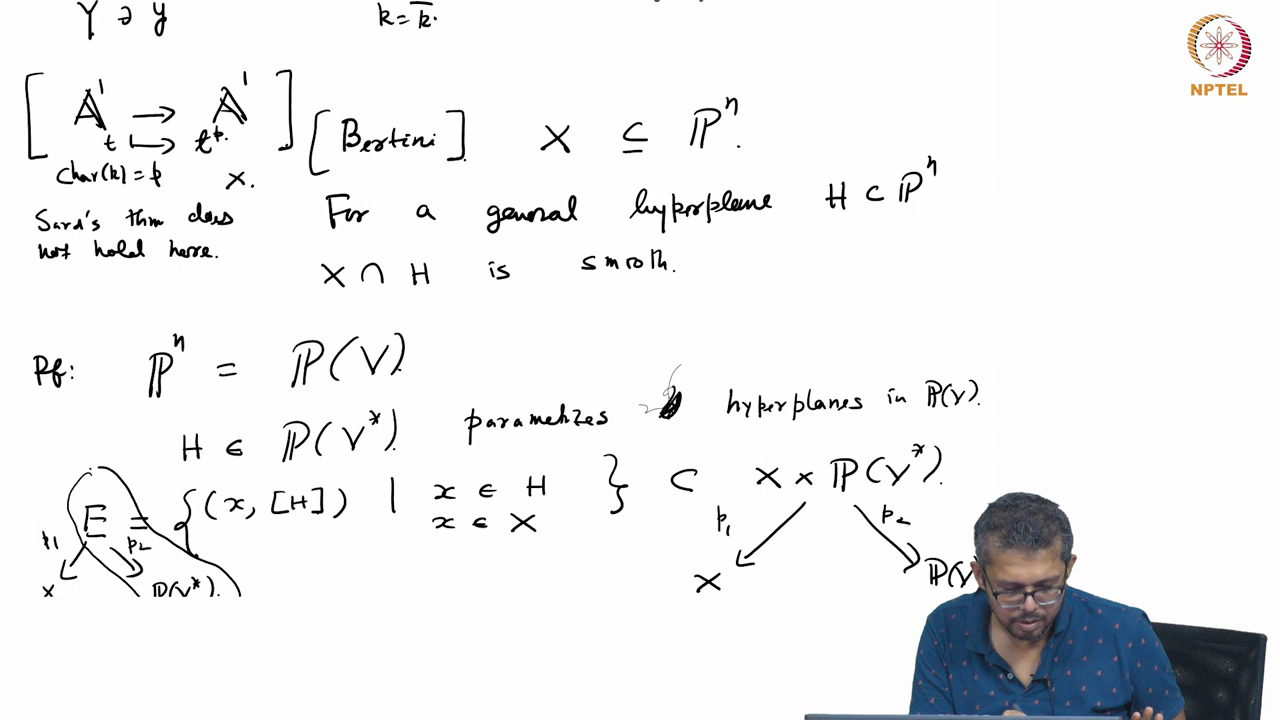 Y ∋ y
k = k̄.
NPTEL
[ A¹ → A¹ ]
t ↦ tᵖ.
char(k) = p x.
Sard's thm does
not hold here.
[Bertini] X ⊆ ℙⁿ.
For a general hyperplane H ⊂ ℙⁿ
X ∩ H is smooth.
Pf: ℙⁿ = ℙ(V).
H ∈ ℙ(V*). parametrizes hyperplanes in ℙ(V).
E = { (x, [H]) | x ∈ H
x ∈ X } ⊂ X × ℙ(V*).
p₁ p₂
X ℙ(V*).
p₁ p₂
X ℙ(V